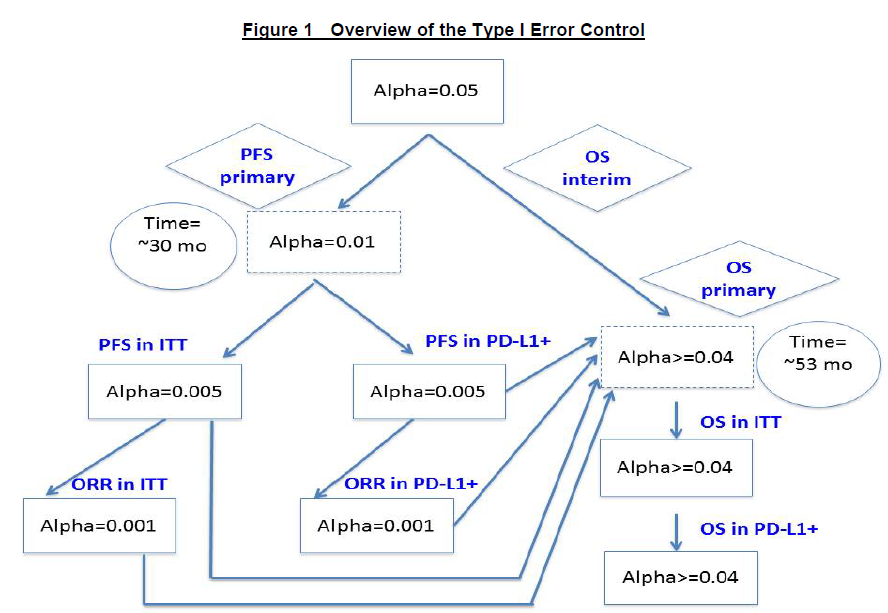 Figure 1 Overview of the Type I Error Control
Alpha=0.05
PFS
primary
OS
interim
Time=
~30 mo
Alpha=0.01
OS
primary
PFS in ITT
PFS in PD-L1+
Alpha>=0.04
Time=
~53 mo
Alpha=0.005
Alpha=0.005
OS in ITT
Alpha>=0.04
ORR in ITT
ORR in PD-L1+
Alpha=0.001
Alpha=0.001
OS in PD-L1+
Alpha>=0.04